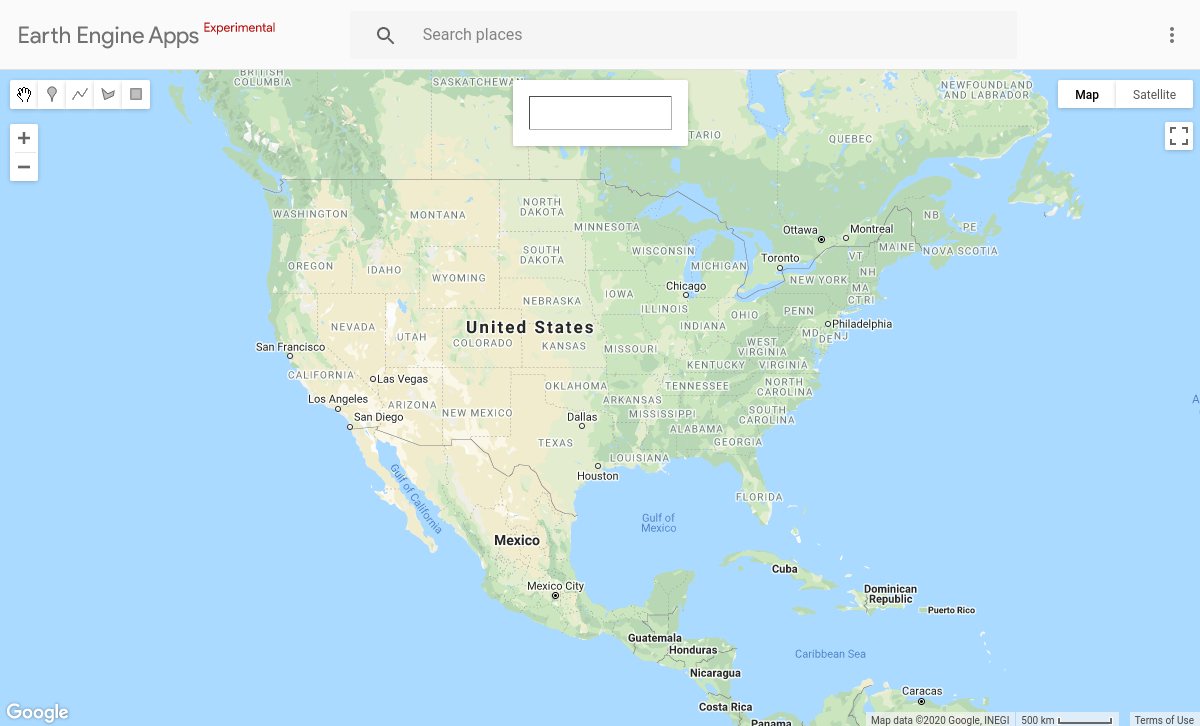 Earth Engine Apps Experimental
Search places
BRITISH
COLUMBIA
SASKATCHEWAN
NEWFOUNDLAND
AND LABRADOR
Map
Satellite
QUEBEC
NB
PE
WASHINGTON
MONTANA
NORTH
DAKOTA
MINNESOTA
Ottawa
Montreal
MAINE
NOVA SCOTIA
OREGON
IDAHO
SOUTH
DAKOTA
WISCONSIN
MICHIGAN
Toronto
VT
NH
WYOMING
NEW YORK
MA
CT
RI
NEBRASKA
IOWA
Chicago
ILLINOIS
INDIANA
OHIO
PENN
NEVADA
UTAH
COLORADO
United States
KANSAS
MISSOURI
WEST
VIRGINIA
MD
DE
NJ
Philadelphia
San Francisco
CALIFORNIA
Las Vegas
KENTUCKY
VIRGINIA
Los Angeles
ARIZONA
NEW MEXICO
OKLAHOMA
ARKANSAS
TENNESSEE
NORTH
CAROLINA
San Diego
Dallas
MISSISSIPPI
ALABAMA
SOUTH
CAROLINA
TEXAS
LOUISIANA
GEORGIA
Houston
FLORIDA
Gulf of California
Gulf of
Mexico
Mexico
Mexico City
Cuba
Dominican
Republic
Puerto Rico
Guatemala
Honduras
Caribbean Sea
Nicaragua
Caracas
Costa Rica
Panama
Google
Map data ©2020 Google, INEGI
500 km
Terms of Use